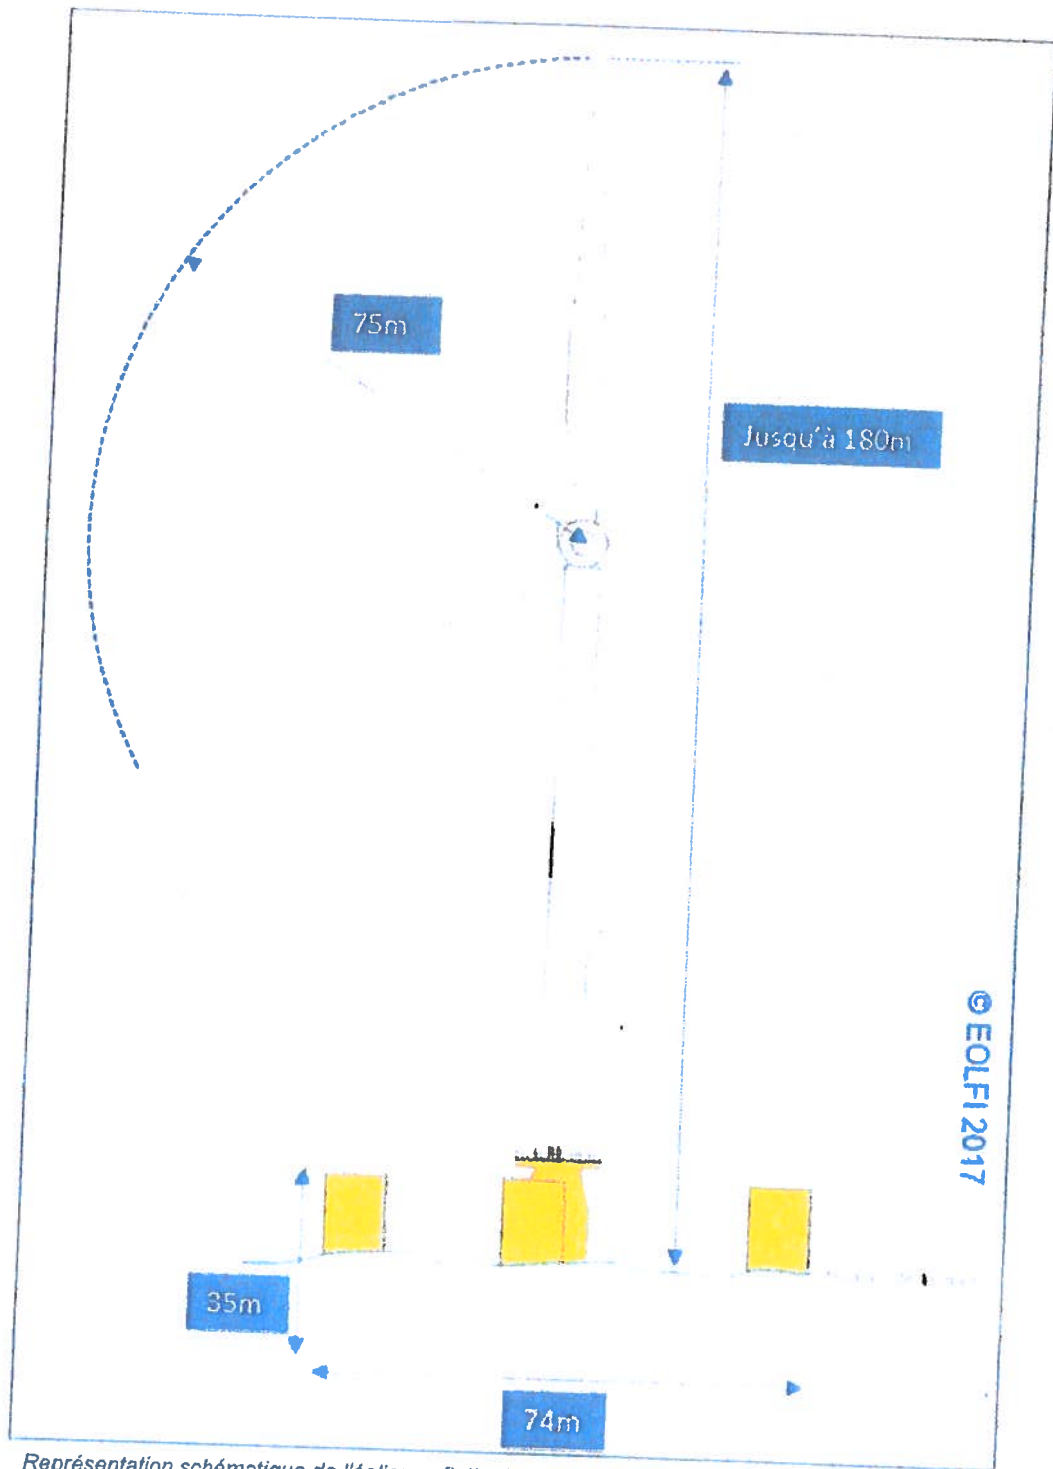 75m
Jusqu'à 180m
© EOLFI 2017
35m
74m
Représentation schématique de l'éolienne